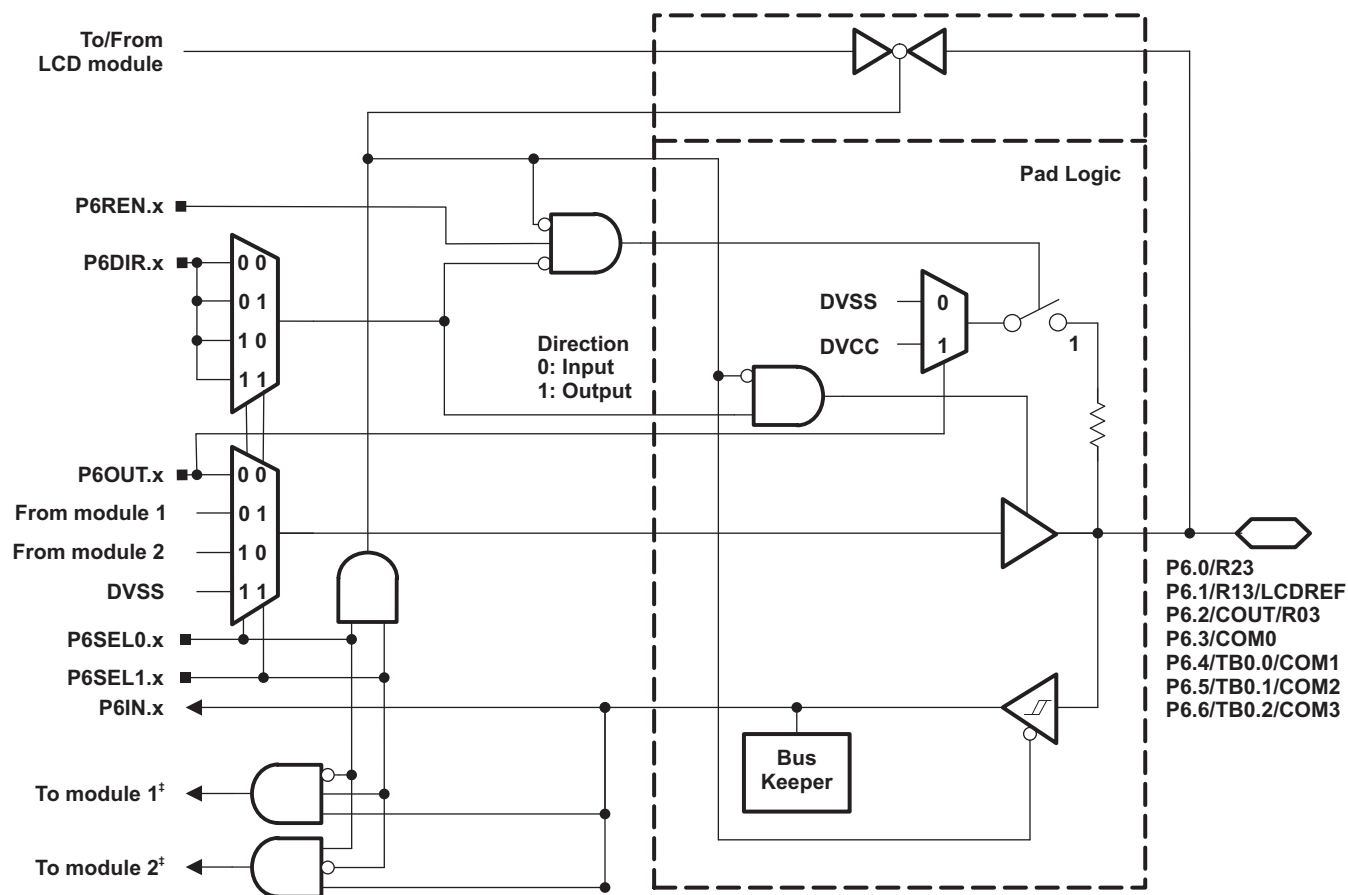 To/From
LCD module
Pad Logic
P6REN.x
P6DIR.x
0 0
0 1
1 0
1 1
DVSS
0
DVCC
1
1
Direction
0: Input
1: Output
P6OUT.x
0 0
From module 1
0 1
From module 2
1 0
DVSS
1 1
P6SEL0.x
P6SEL1.x
P6IN.x
Bus
Keeper
To module 1‡
To module 2‡
P6.0/R23
P6.1/R13/LCDREF
P6.2/COUT/R03
P6.3/COM0
P6.4/TB0.0/COM1
P6.5/TB0.1/COM2
P6.6/TB0.2/COM3